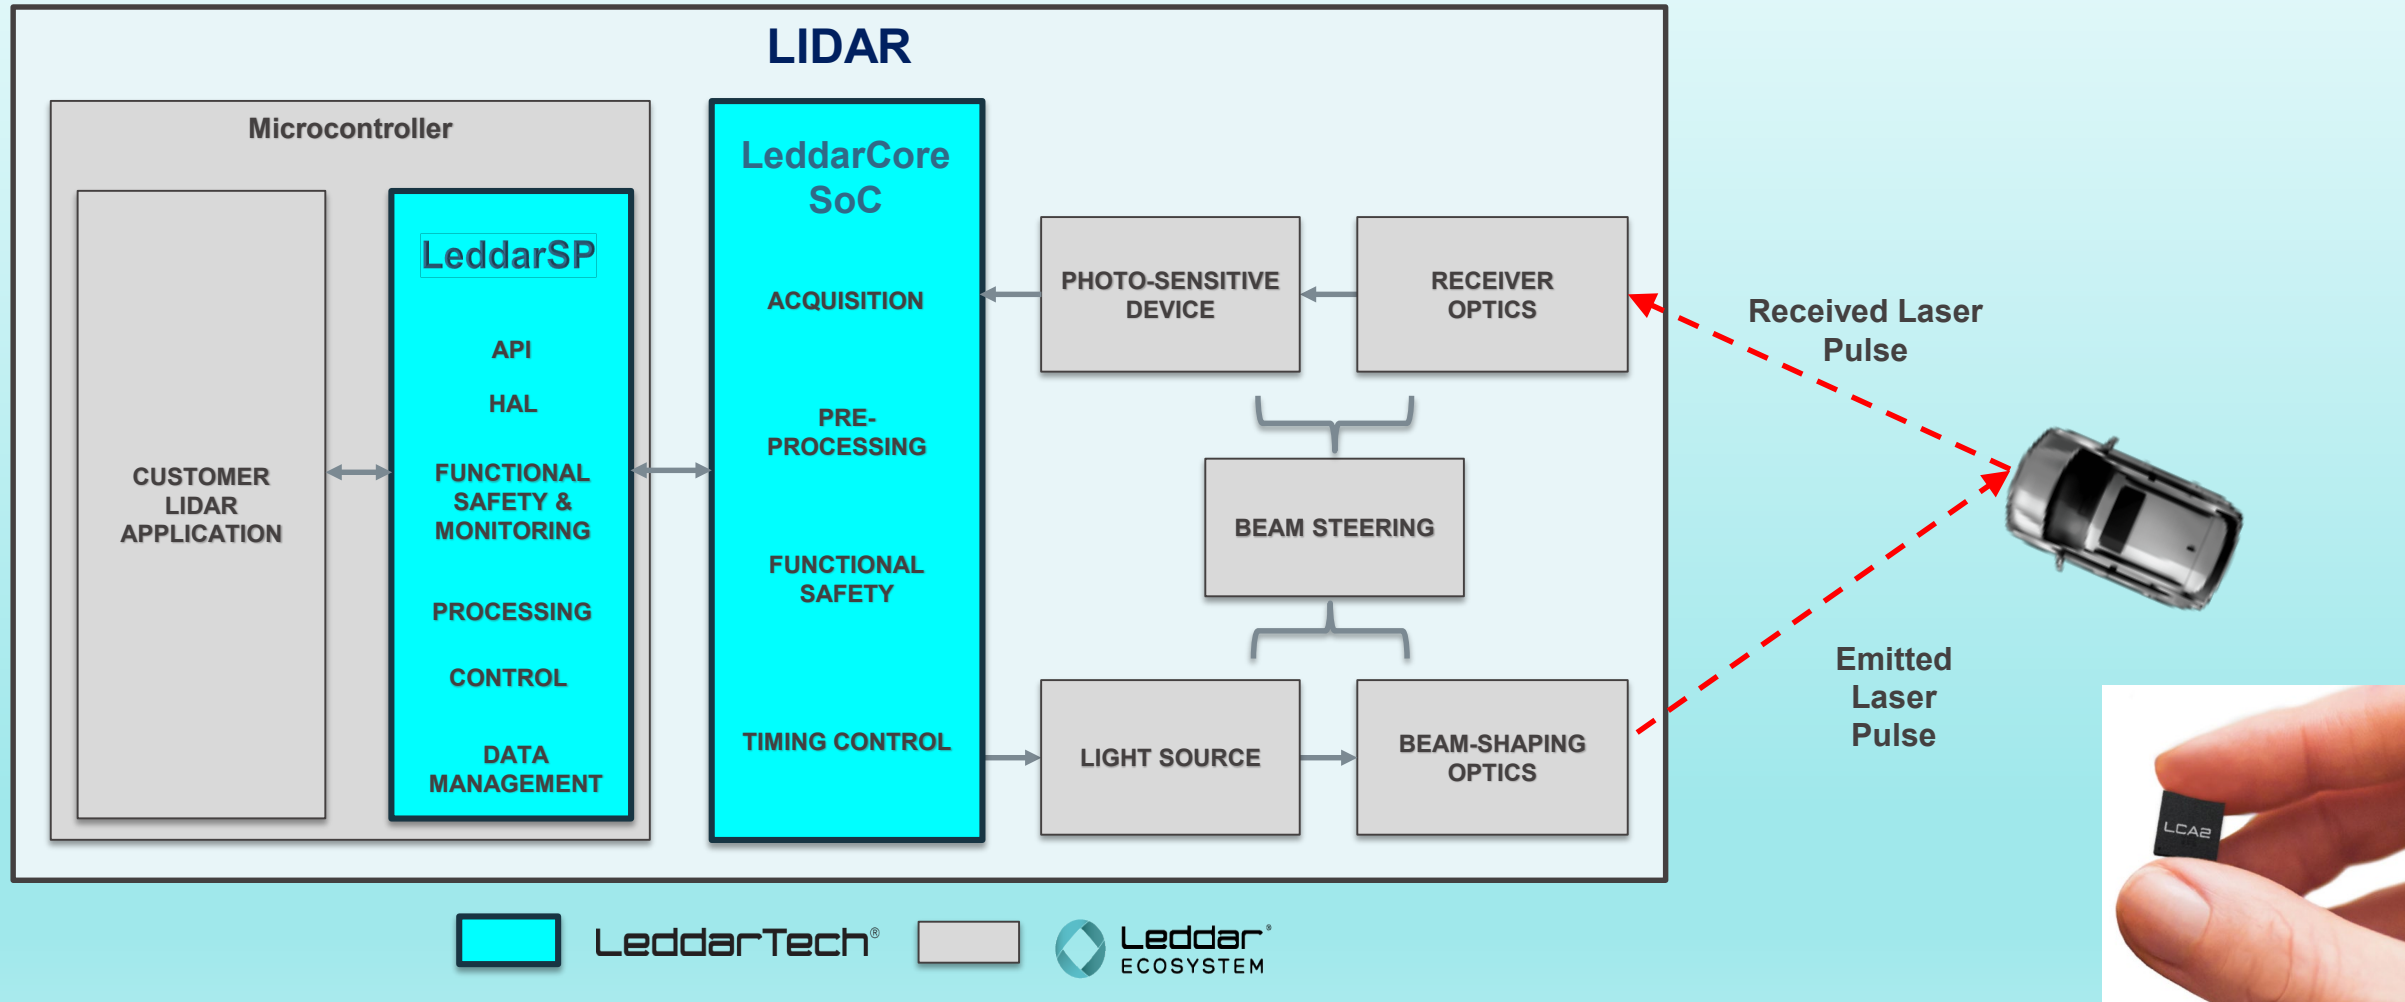 LIDAR
Microcontroller
CUSTOMER
LIDAR
APPLICATION
LeddarSP
API
HAL
FUNCTIONAL
SAFETY &
MONITORING
PROCESSING
CONTROL
DATA
MANAGEMENT
LeddarCore
SoC
ACQUISITION
PRE-
PROCESSING
FUNCTIONAL
SAFETY
TIMING CONTROL
PHOTO-SENSITIVE
DEVICE
RECEIVER
OPTICS
BEAM STEERING
LIGHT SOURCE
BEAM-SHAPING
OPTICS
Received Laser
Pulse
Emitted
Laser
Pulse
LCA2
LeddarTech®
Leddar®
ECOSYSTEM